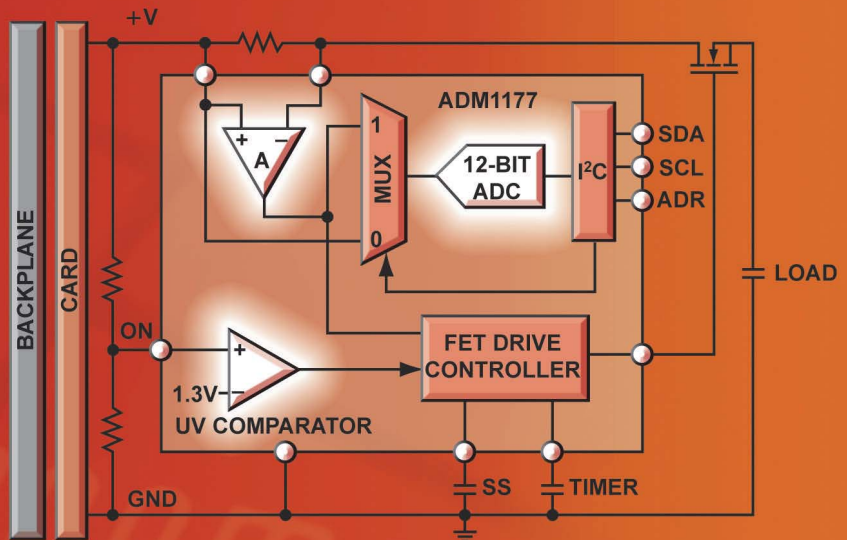 +V
ADM1177
+ −
A
1
MUX
0
12-BIT
ADC
I²C
SDA
SCL
ADR
BACKPLANE
CARD
LOAD
ON
+
1.3V
−
UV COMPARATOR
FET DRIVE
CONTROLLER
GND
SS
TIMER